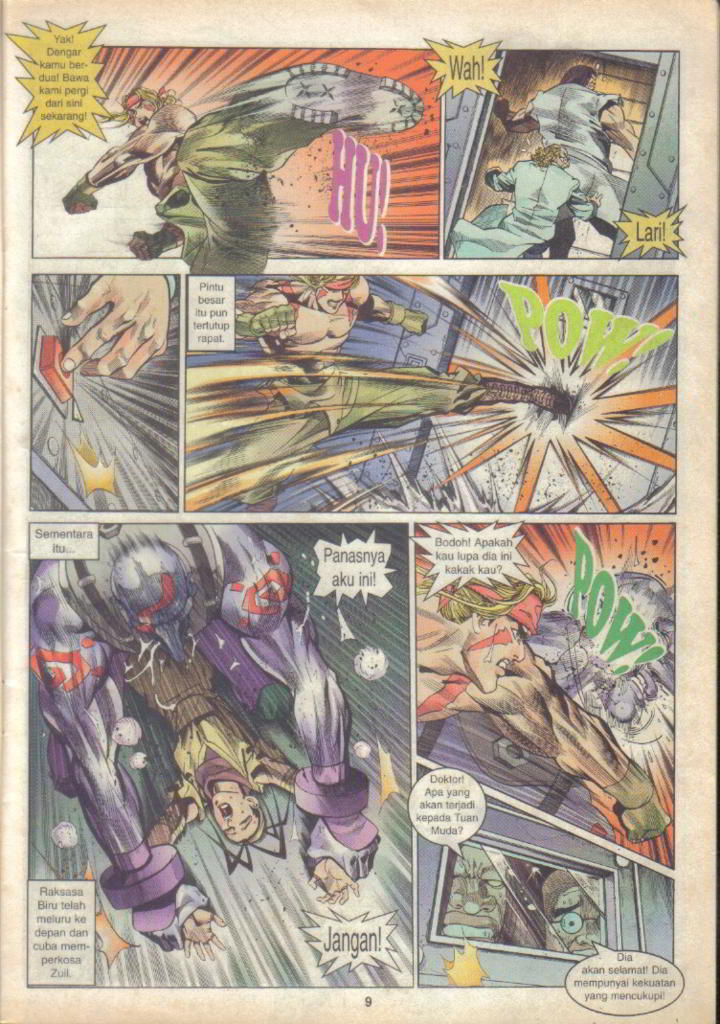 Yak!
Dengar
kamu ber-
dua! Bawa
kami pergi
dari sini
sekarang!
HU!
Wah!
Lari!
Pintu
besar
itu pun
tertutup
rapat.
POW!
Sementara
itu...
Panasnya
aku ini!
Raksasa
Biru telah
meluru ke
depan dan
cuba mem-
perkosa
Zuil.
Jangan!
Bodoh! Apakah
kau lupa dia ini
kakak kau?
POW!
Doktor!
Apa yang
akan terjadi
kepada Tuan
Muda?
Dia
akan selamat! Dia
mempunyai kekuatan
yang mencukupi!
9